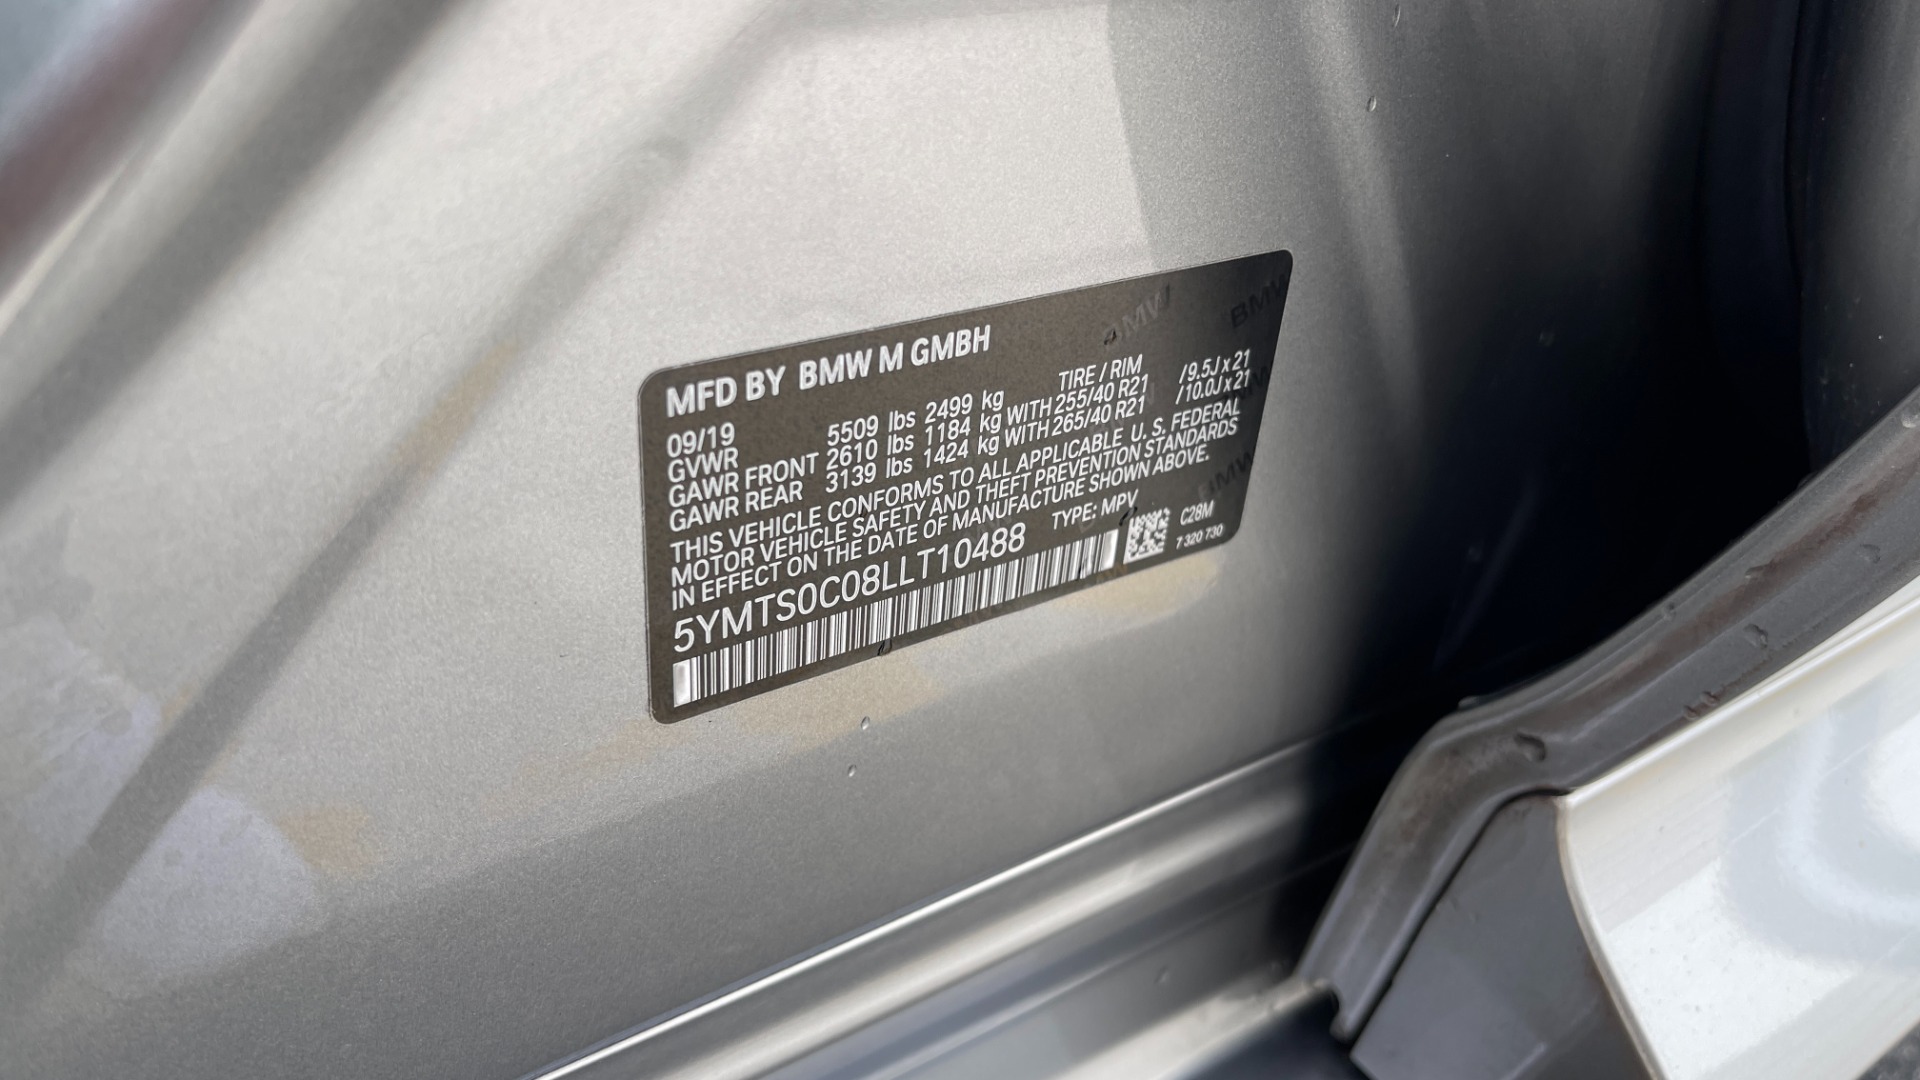 MFD BY BMW M GMBH
09/19 TIRE / RIM
GVWR 5509 lbs 2499 kg
GAWR FRONT 2610 lbs 1184 kg WITH 255/40 R21 /9.5J x 21
GAWR REAR 3139 lbs 1424 kg WITH 265/40 R21 /10.0J x 21
THIS VEHICLE CONFORMS TO ALL APPLICABLE U. S. FEDERAL
MOTOR VEHICLE SAFETY AND THEFT PREVENTION STANDARDS
IN EFFECT ON THE DATE OF MANUFACTURE SHOWN ABOVE.
5YMTS0C08LLT10488 TYPE: MPV
C28M
7 320 730
BMW
BMW
BMW